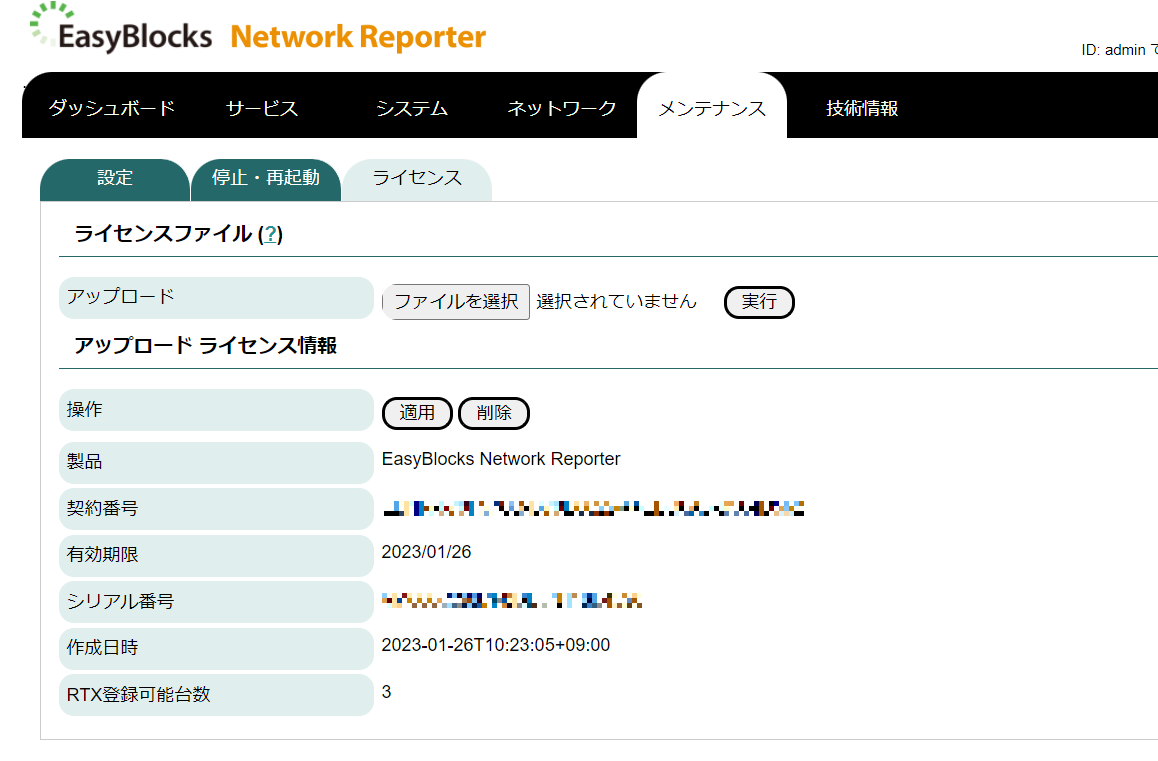 EasyBlocks Network Reporter
ID: admin で
ダッシュボード サービス システム ネットワーク メンテナンス 技術情報
設定 停止・再起動 ライセンス
ライセンスファイル (?)
アップロード ファイルを選択 選択されていません 実行
アップロード ライセンス情報
操作 適用 削除
製品 EasyBlocks Network Reporter
契約番号
有効期限 2023/01/26
シリアル番号
作成日時 2023-01-26T10:23:05+09:00
RTX登録可能台数 3